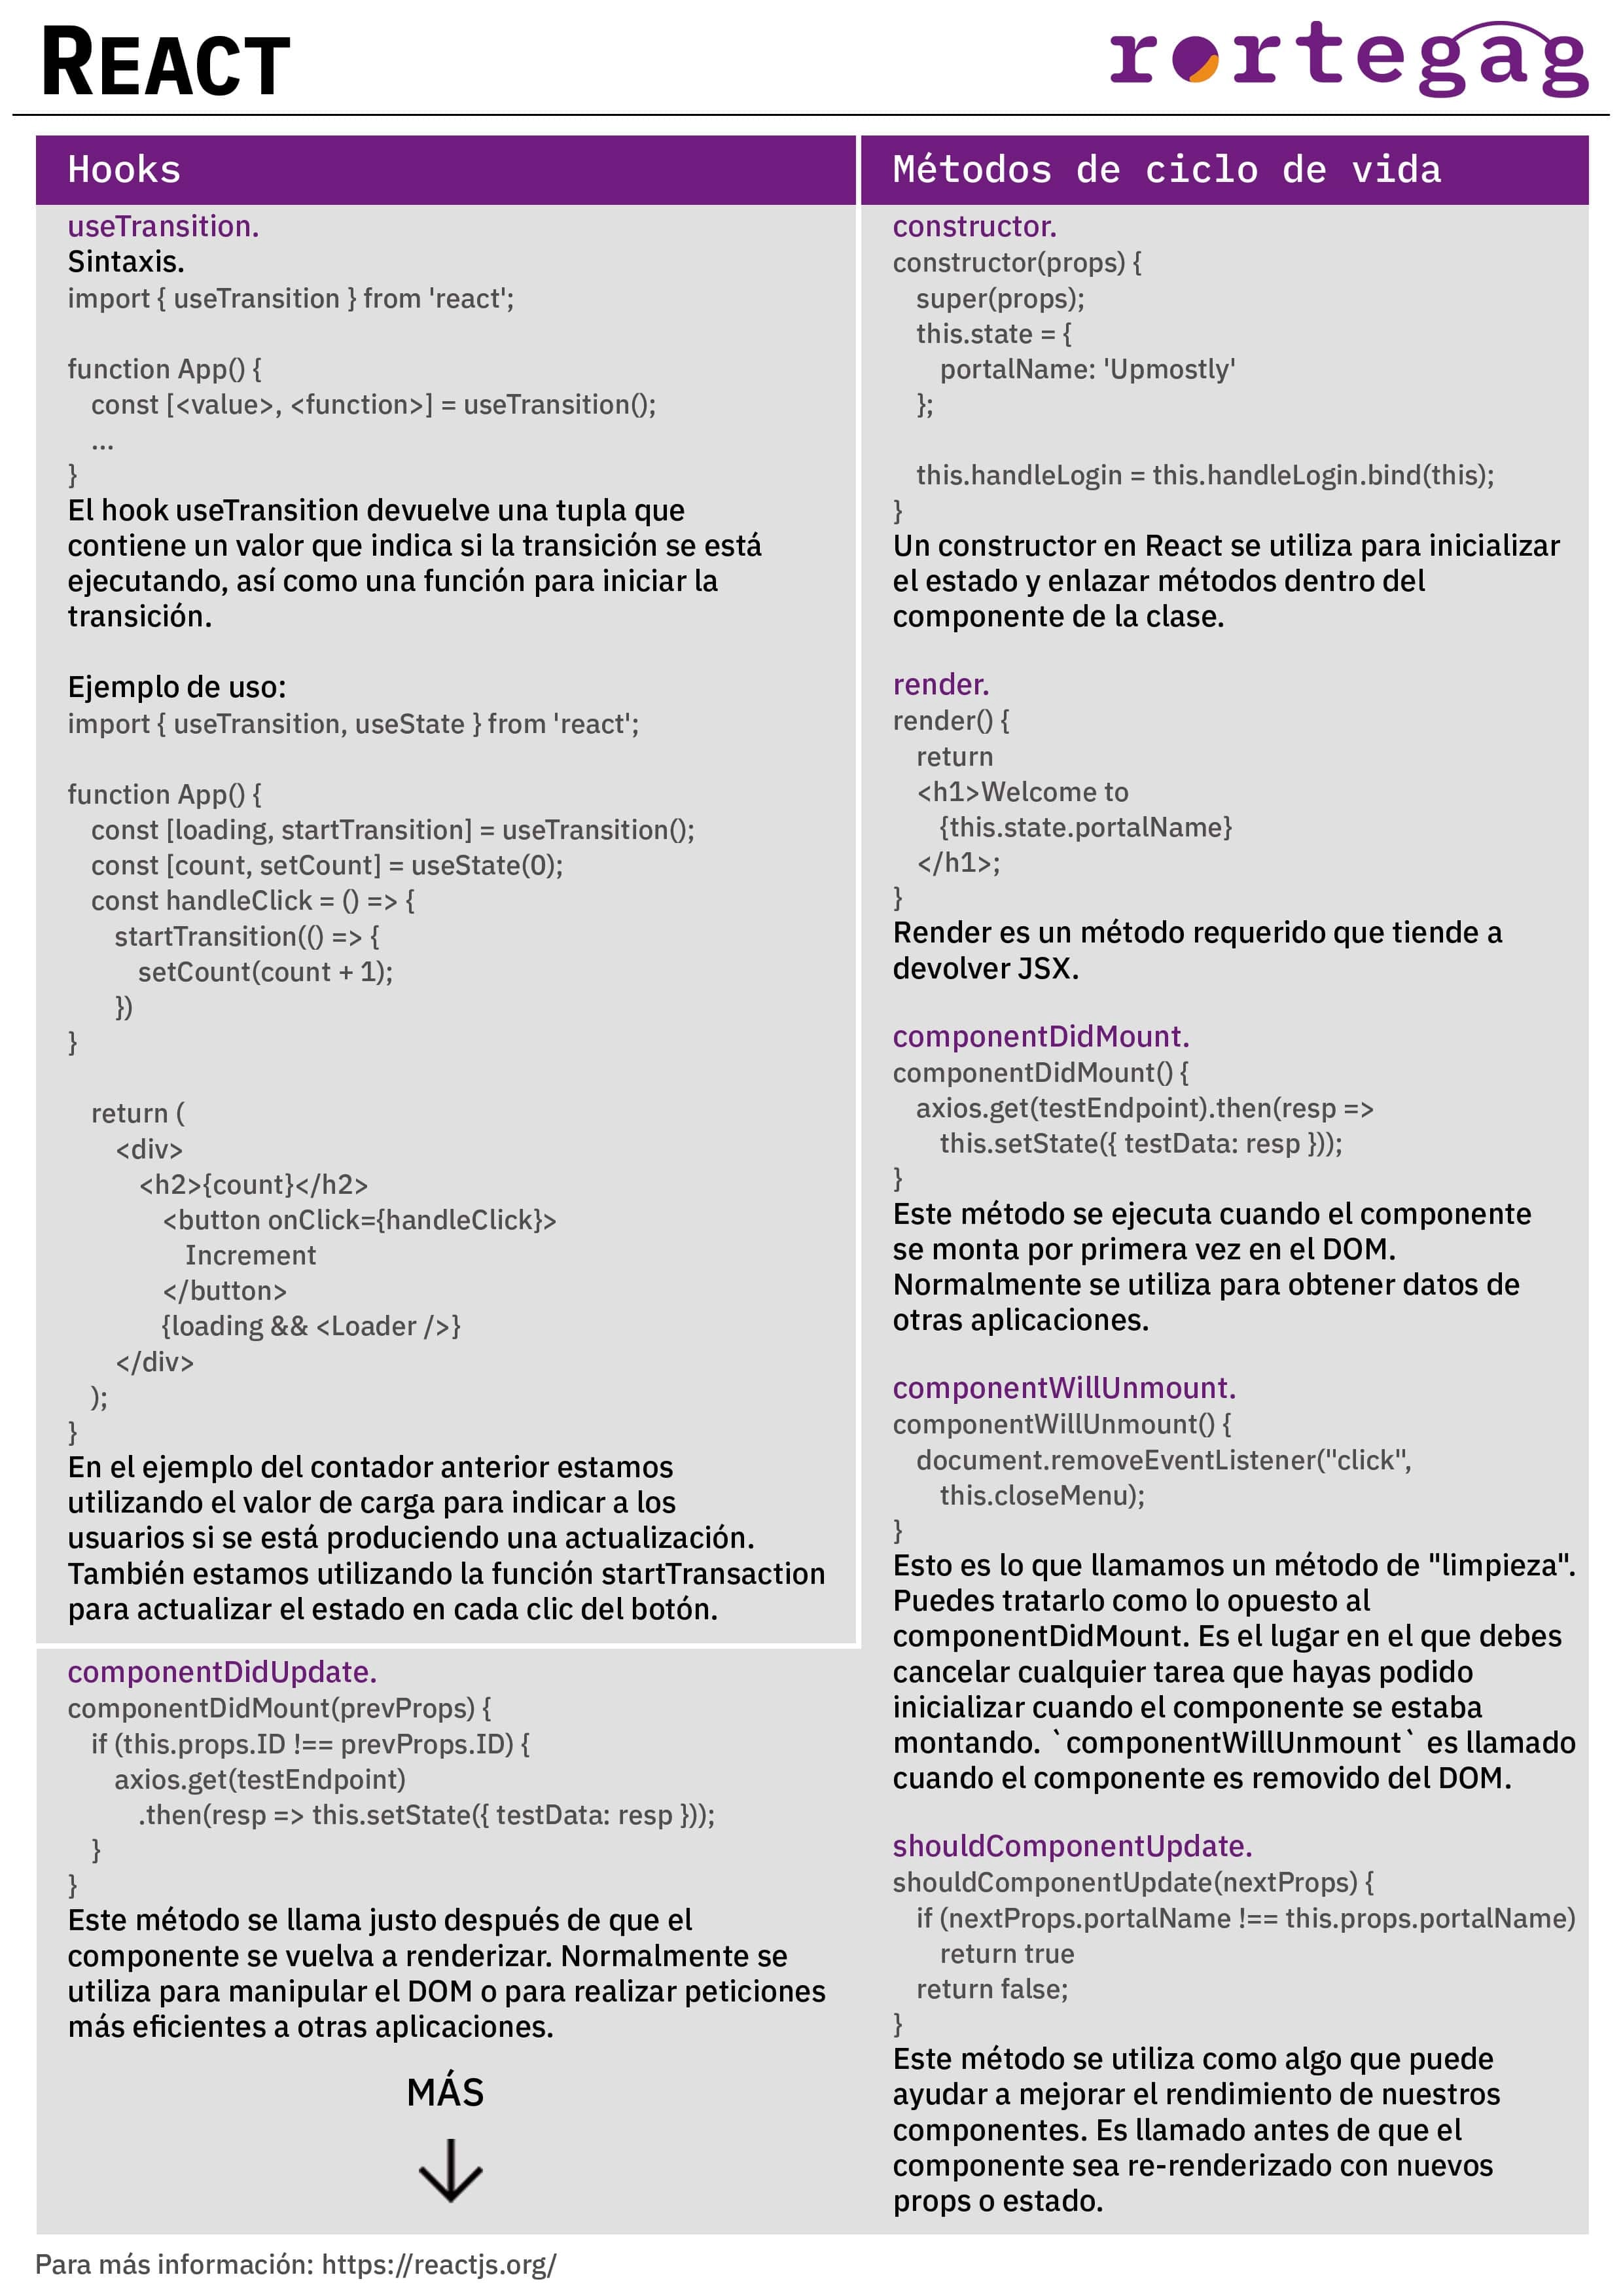 REACT
rortegag
Hooks
useTransition.
Sintaxis.
import { useTransition } from 'react';
function App() {
const [<value>, <function>] = useTransition();
...
}
El hook useTransition devuelve una tupla que
contiene un valor que indica si la transición se está
ejecutando, así como una función para iniciar la
transición.
Ejemplo de uso:
import { useTransition, useState } from 'react';
function App() {
const [loading, startTransition] = useTransition();
const [count, setCount] = useState(0);
const handleClick = () => {
startTransition(() => {
setCount(count + 1);
})
}
return (
<div>
<h2>{count}</h2>
<button onClick={handleClick}>
Increment
</button>
{loading && <Loader />}
</div>
);
}
En el ejemplo del contador anterior estamos
utilizando el valor de carga para indicar a los
usuarios si se está produciendo una actualización.
También estamos utilizando la función startTransaction
para actualizar el estado en cada clic del botón.
Métodos de ciclo de vida
constructor.
constructor(props) {
super(props);
this.state = {
portalName: 'Upmostly'
};
this.handleLogin = this.handleLogin.bind(this);
}
Un constructor en React se utiliza para inicializar
el estado y enlazar métodos dentro del
componente de la clase.
render.
render() {
return
<h1>Welcome to
{this.state.portalName}
</h1>;
}
Render es un método requerido que tiende a
devolver JSX.
componentDidMount.
componentDidMount() {
axios.get(testEndpoint).then(resp =>
this.setState({ testData: resp }));
}
Este método se ejecuta cuando el componente
se monta por primera vez en el DOM.
Normalmente se utiliza para obtener datos de
otras aplicaciones.
componentWillUnmount.
componentWillUnmount() {
document.removeEventListener("click",
this.closeMenu);
}
Esto es lo que llamamos un método de "limpieza".
Puedes tratarlo como lo opuesto al
componentDidMount. Es el lugar en el que debes
cancelar cualquier tarea que hayas podido
inicializar cuando el componente se estaba
montando. `componentWillUnmount` es llamado
cuando el componente es removido del DOM.
shouldComponentUpdate.
shouldComponentUpdate(nextProps) {
if (nextProps.portalName !== this.props.portalName)
return true
return false;
}
Este método se utiliza como algo que puede
ayudar a mejorar el rendimiento de nuestros
componentes. Es llamado antes de que el
componente sea re-renderizado con nuevos
props o estado.
componentDidUpdate.
componentDidMount(prevProps) {
if (this.props.ID !== prevProps.ID) {
axios.get(testEndpoint)
.then(resp => this.setState({ testData: resp }));
}
}
Este método se llama justo después de que el
componente se vuelva a renderizar. Normalmente se
utiliza para manipular el DOM o para realizar peticiones
más eficientes a otras aplicaciones.
MÁS
Para más información: https://reactjs.org/